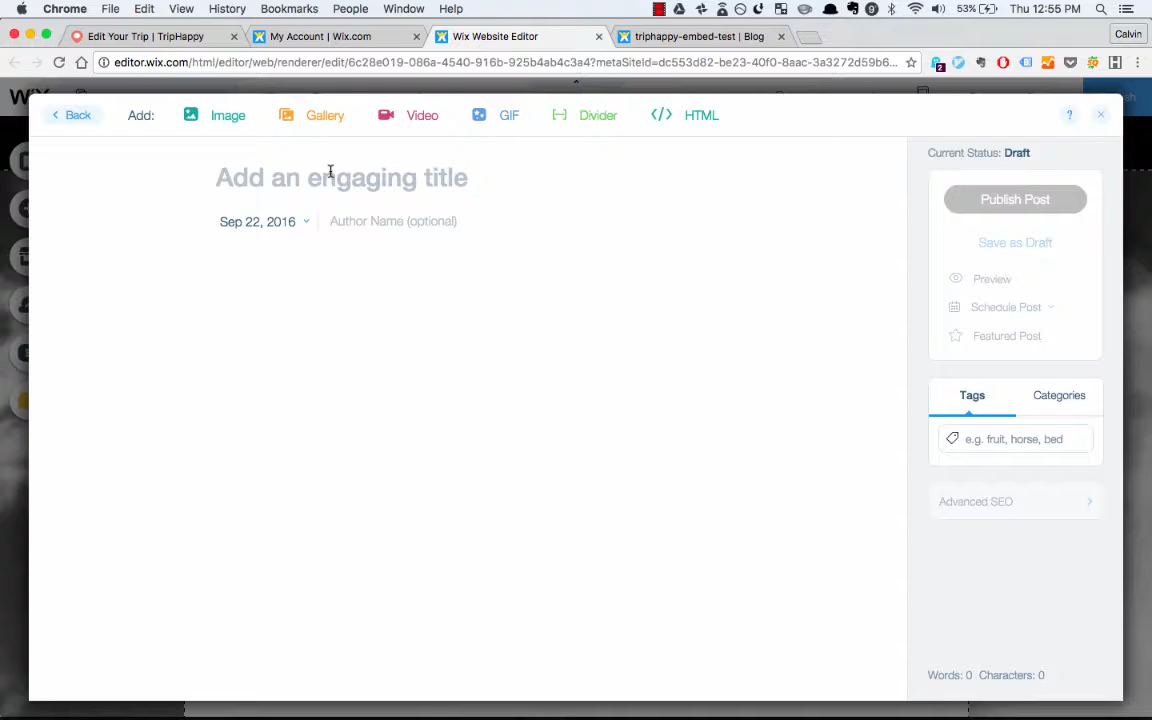 Chrome File Edit View History Bookmarks People Window Help 9 53% Thu 12:55 PM
Edit Your Trip | TripHappy My Account | Wix.com Wix Website Editor triphappy-embed-test | Blog Calvin
editor.wix.com/html/editor/web/renderer/edit/6c28e019-086a-4540-916b-925b4ab4c3a4?metaSiteId=dc553d82-be23-40f0-8aac-3a3272d59b6... 2
Back Add: Image Gallery Video GIF Divider HTML ?
Current Status: Draft
Add an engaging title
Publish Post
Sep 22, 2016 Author Name (optional)
Save as Draft
Preview
Schedule Post
Featured Post
Tags Categories
e.g. fruit, horse, bed
Advanced SEO
Words: 0 Characters: 0